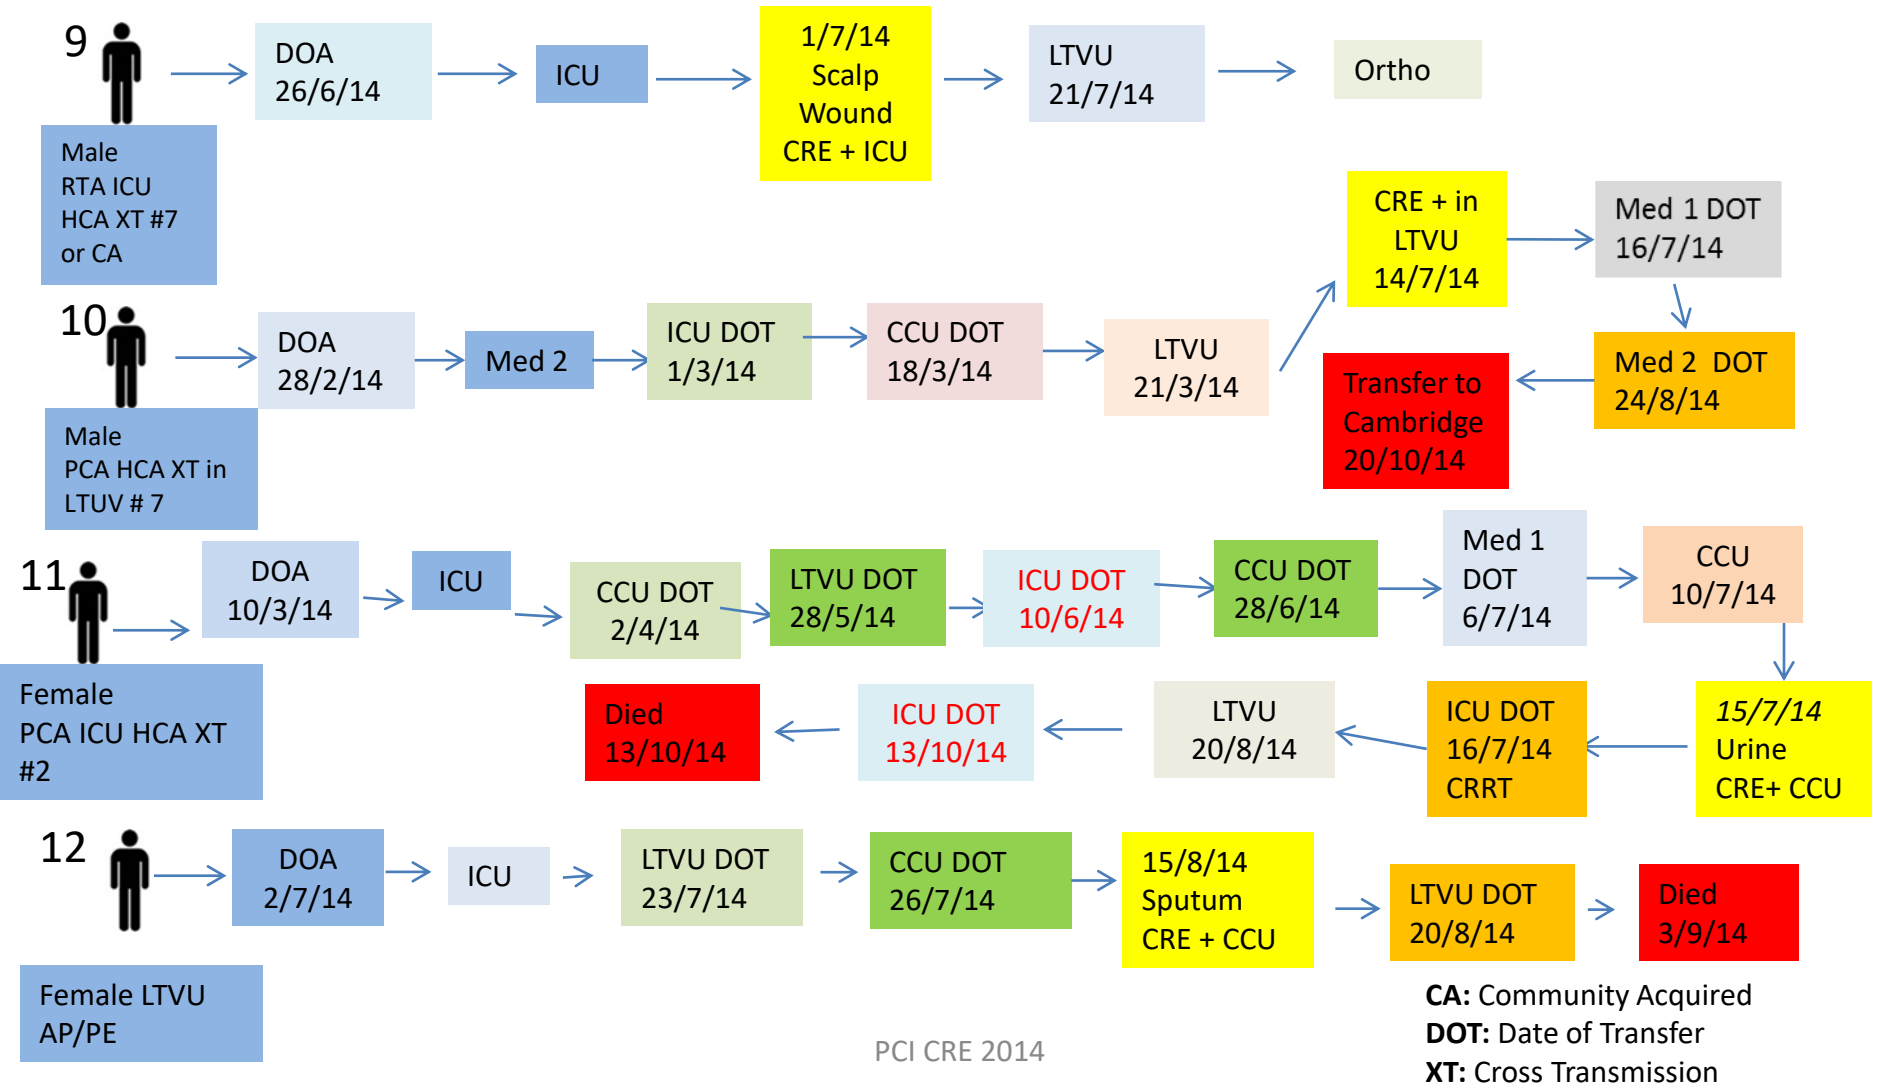 9
DOA
26/6/14
ICU
1/7/14
Scalp
Wound
CRE + ICU
LTVU
21/7/14
Ortho
Male
RTA ICU
HCA XT #7
or CA
10
DOA
28/2/14
Med 2
ICU DOT
1/3/14
CCU DOT
18/3/14
LTVU
21/3/14
CRE + in
LTVU
14/7/14
Med 1 DOT
16/7/14
Med 2 DOT
24/8/14
Transfer to
Cambridge
20/10/14
Male
PCA HCA XT in
LTUV # 7
11
DOA
10/3/14
ICU
CCU DOT
2/4/14
LTVU DOT
28/5/14
ICU DOT
10/6/14
CCU DOT
28/6/14
Med 1
DOT
6/7/14
CCU
10/7/14
15/7/14
Urine
CRE+ CCU
ICU DOT
16/7/14
CRRT
LTVU
20/8/14
ICU DOT
13/10/14
Died
13/10/14
Female
PCA ICU HCA XT
#2
12
DOA
2/7/14
ICU
LTVU DOT
23/7/14
CCU DOT
26/7/14
15/8/14
Sputum
CRE + CCU
LTVU DOT
20/8/14
Died
3/9/14
Female LTVU
AP/PE
CA: Community Acquired
DOT: Date of Transfer
XT: Cross Transmission
PCI CRE 2014